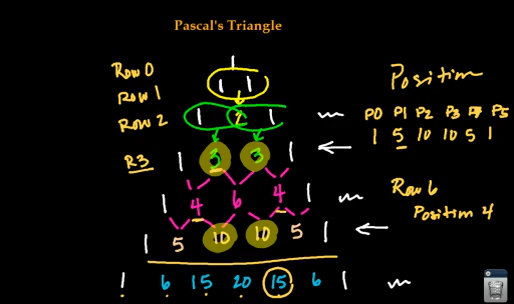 Pascal's Triangle
1
Row 0
1 1
Position
Row 1
Row 2 1 2 1
P0 P1 P2 P3 P4 P5
1 5 10 10 5 1
R3 1 3 3 1
1 4 6 4 1
Row 6
Position 4
1 5 10 10 5 1
1 6 15 20 15 6 1